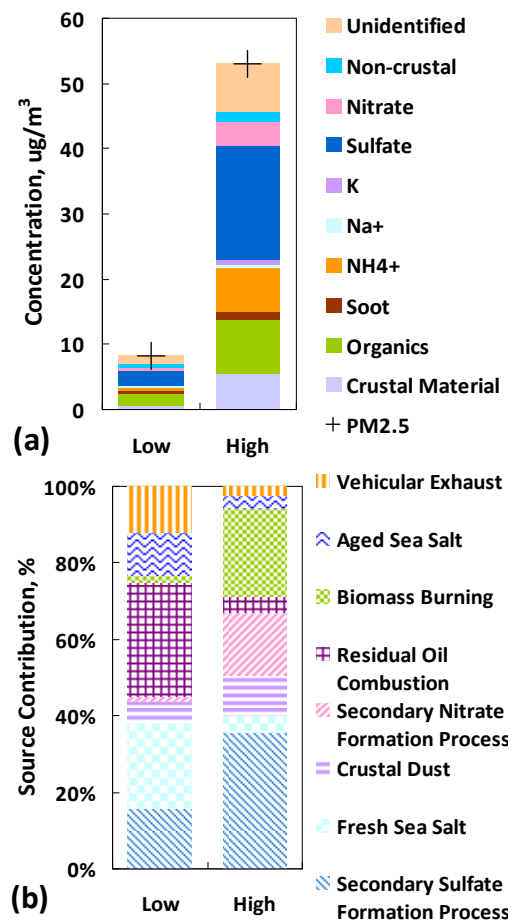 60
50
40
30
20
10
0
Concentration, ug/m³
Low
High
(a)
Unidentified
Non-crustal
Nitrate
Sulfate
K
Na+
NH4+
Soot
Organics
Crustal Material
PM2.5
100%
80%
60%
40%
20%
0%
Source Contribution, %
Low
High
(b)
Vehicular Exhaust
Aged Sea Salt
Biomass Burning
Residual Oil
Combustion
Secondary Nitrate
Formation Process
Crustal Dust
Fresh Sea Salt
Secondary Sulfate
Formation Process